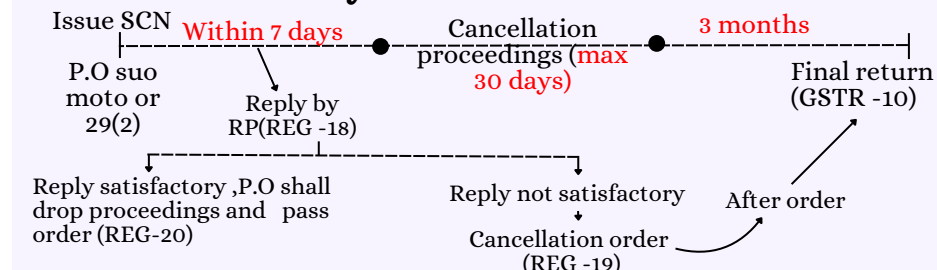 Issue SCN
Within 7 days
Cancellation
proceedings (max
30 days)
3 months
P.O suo
moto or
29(2)
Final return
(GSTR -10)
Reply by
RP(REG -18)
Reply satisfactory ,P.O shall
drop proceedings and pass
order (REG-20)
Reply not satisfactory
Cancellation order
(REG -19)
After order